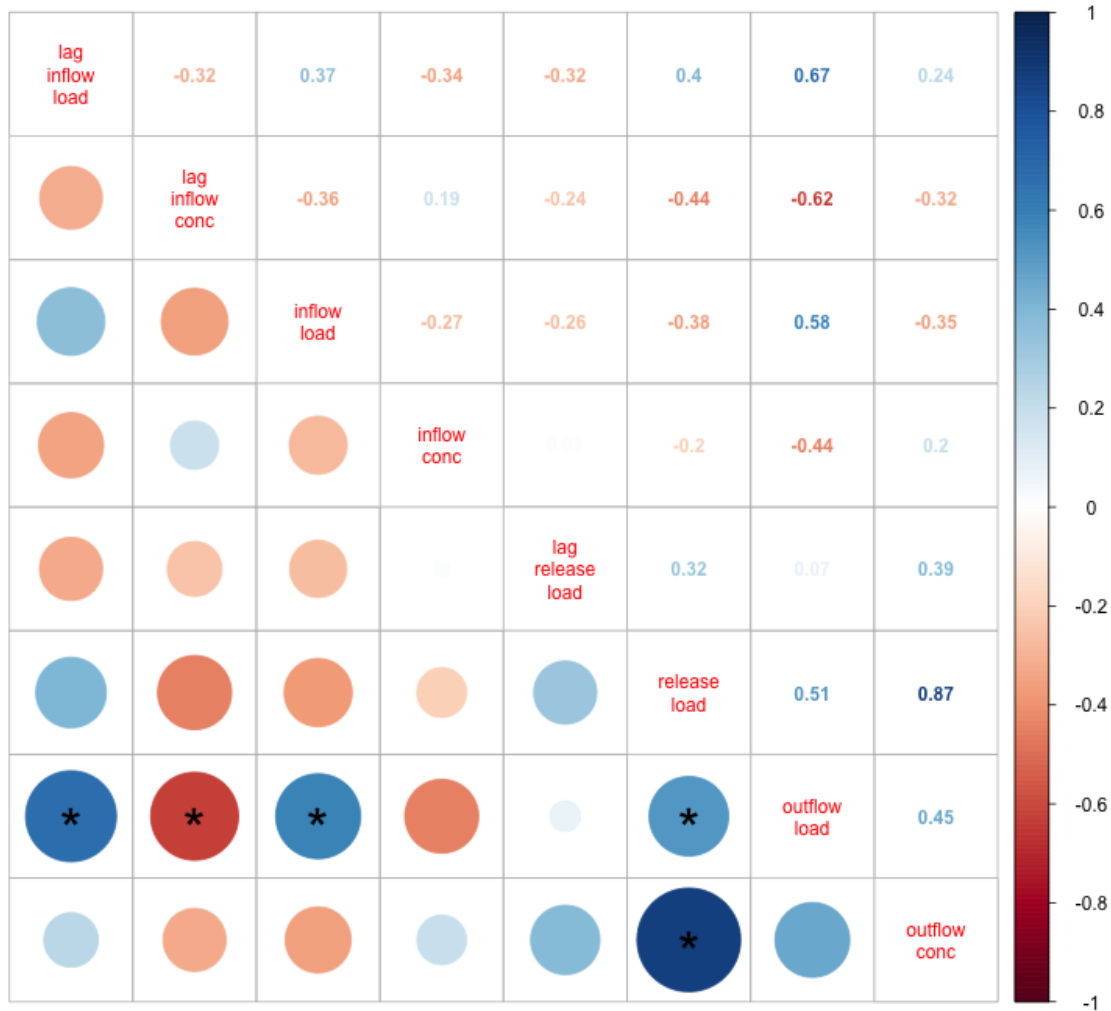 lag
inflow
load
-0.32
0.37
-0.34
-0.32
0.4
0.67
0.24
lag
inflow
conc
-0.36
0.19
-0.24
-0.44
-0.62
-0.32
inflow
load
-0.27
-0.26
-0.38
0.58
-0.35
inflow
conc
-0.2
-0.44
0.2
lag
release
load
0.32
0.07
0.39
release
load
0.51
0.87
*
*
*
*
outflow
load
0.45
*
outflow
conc
1
0.8
0.6
0.4
0.2
0
-0.2
-0.4
-0.6
-0.8
-1